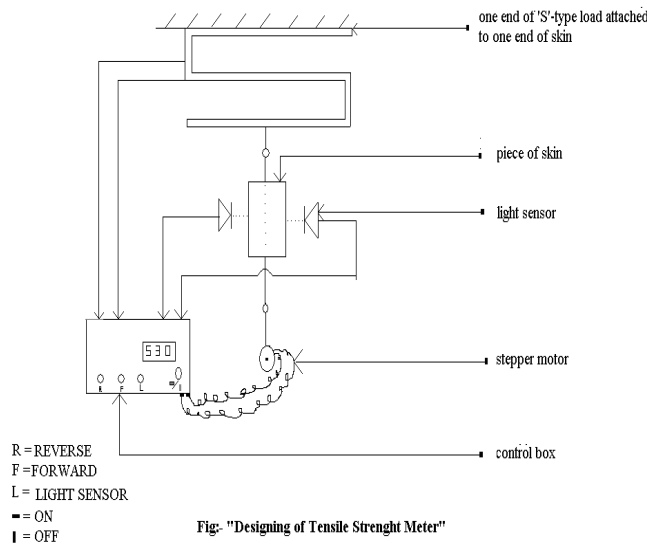 one end of 'S'-type load attached
to one end of skin
piece of skin
light sensor
530
R F L
stepper motor
control box
R = REVERSE
F = FORWARD
L = LIGHT SENSOR
- = ON
| = OFF
Fig:- "Designing of Tensile Strenght Meter"